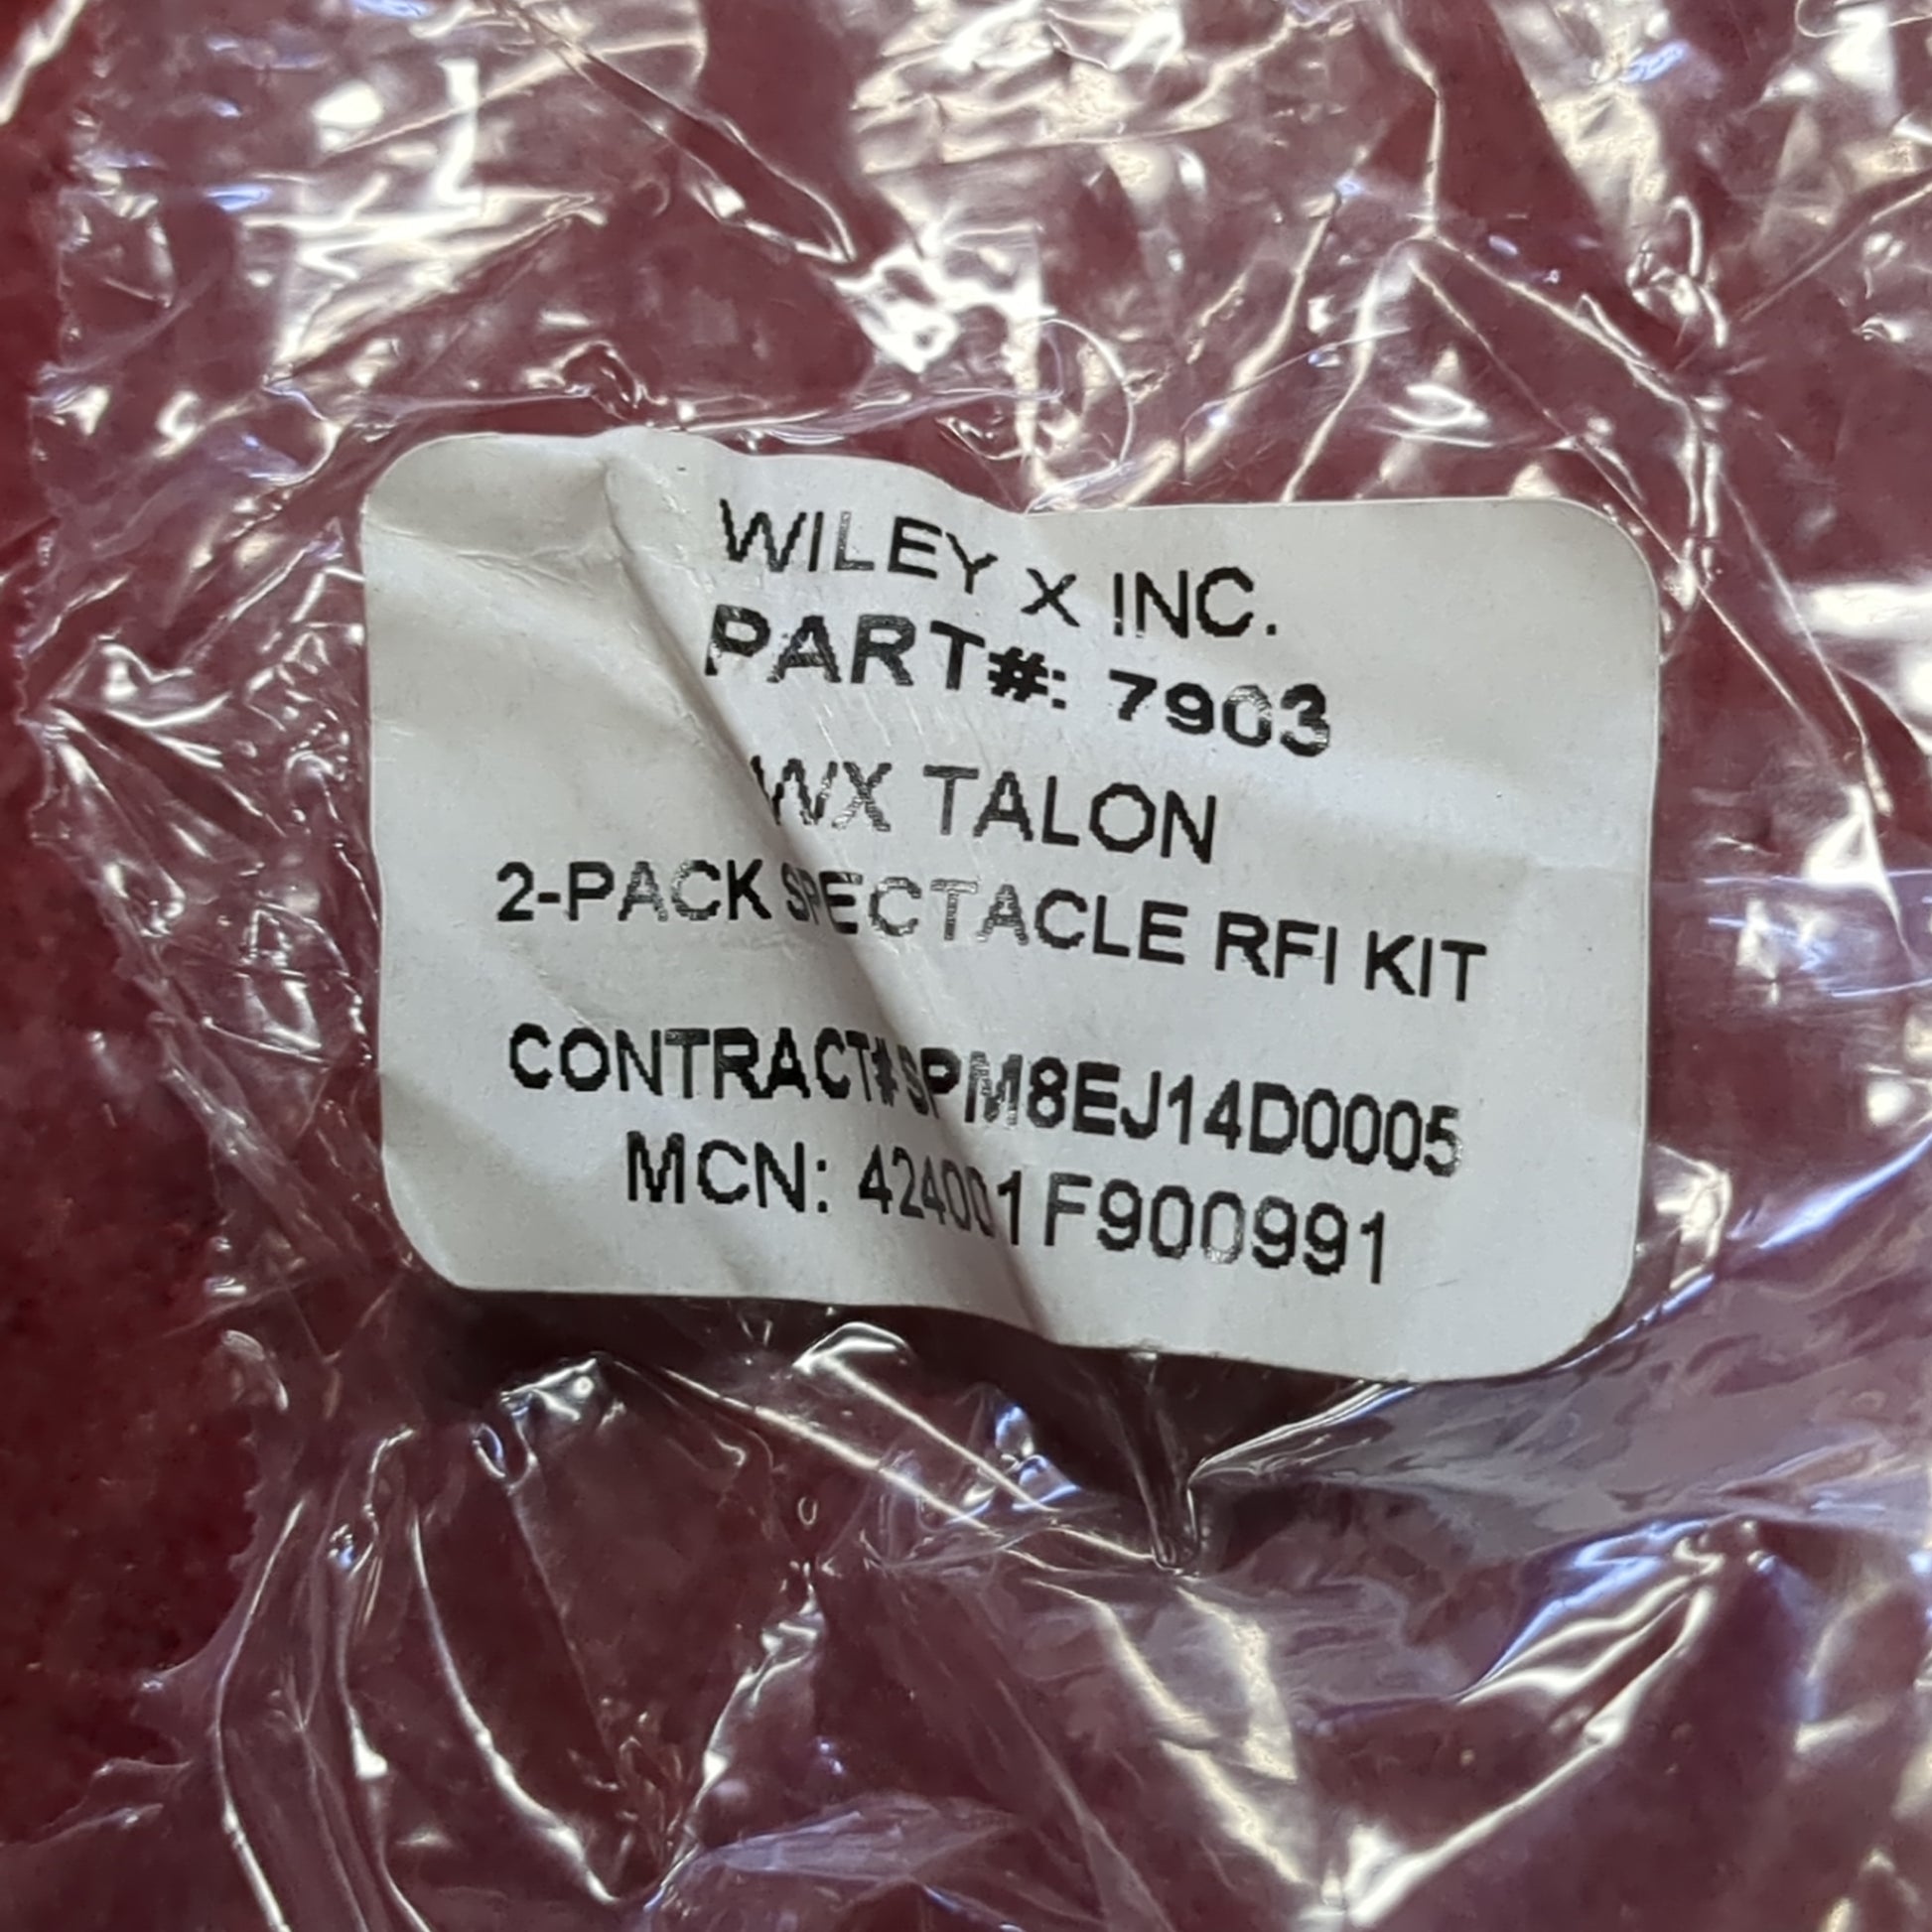 WILEY X INC.
PART#: 7903
WX TALON
2-PACK SPECTACLE RFI KIT
CONTRACT# SPM8EJ14D0005
MCN: 424001F900991